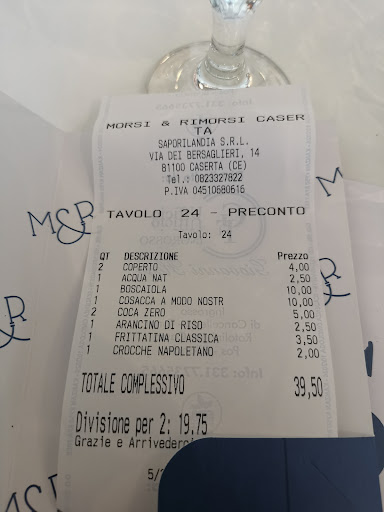 MORSI & RIMORSI CASER
TA
SAPORILANDIA S.R.L.
VIA DEI BERSAGLIERI, 14
81100 CASERTA (CE)
Tel.: 0823327822
P.IVA 04510680616
TAVOLO 24 - PRECONTO
Tavolo: 24
QT DESCRIZIONE Prezzo
2 COPERTO 4,00
1 ACQUA NAT 2,50
1 BOSCAIOLA 10,00
1 COSACCA A MODO NOSTR 10,00
2 COCA ZERO 5,00
1 ARANCINO DI RISO 2,50
1 FRITTATINA CLASSICA 3,50
1 CROCCHE NAPOLETANO 2,00
TOTALE COMPLESSIVO 39,50
Divisione per 2: 19.75
Grazie e Arrivederci
5/
M&R
M&R
M&R